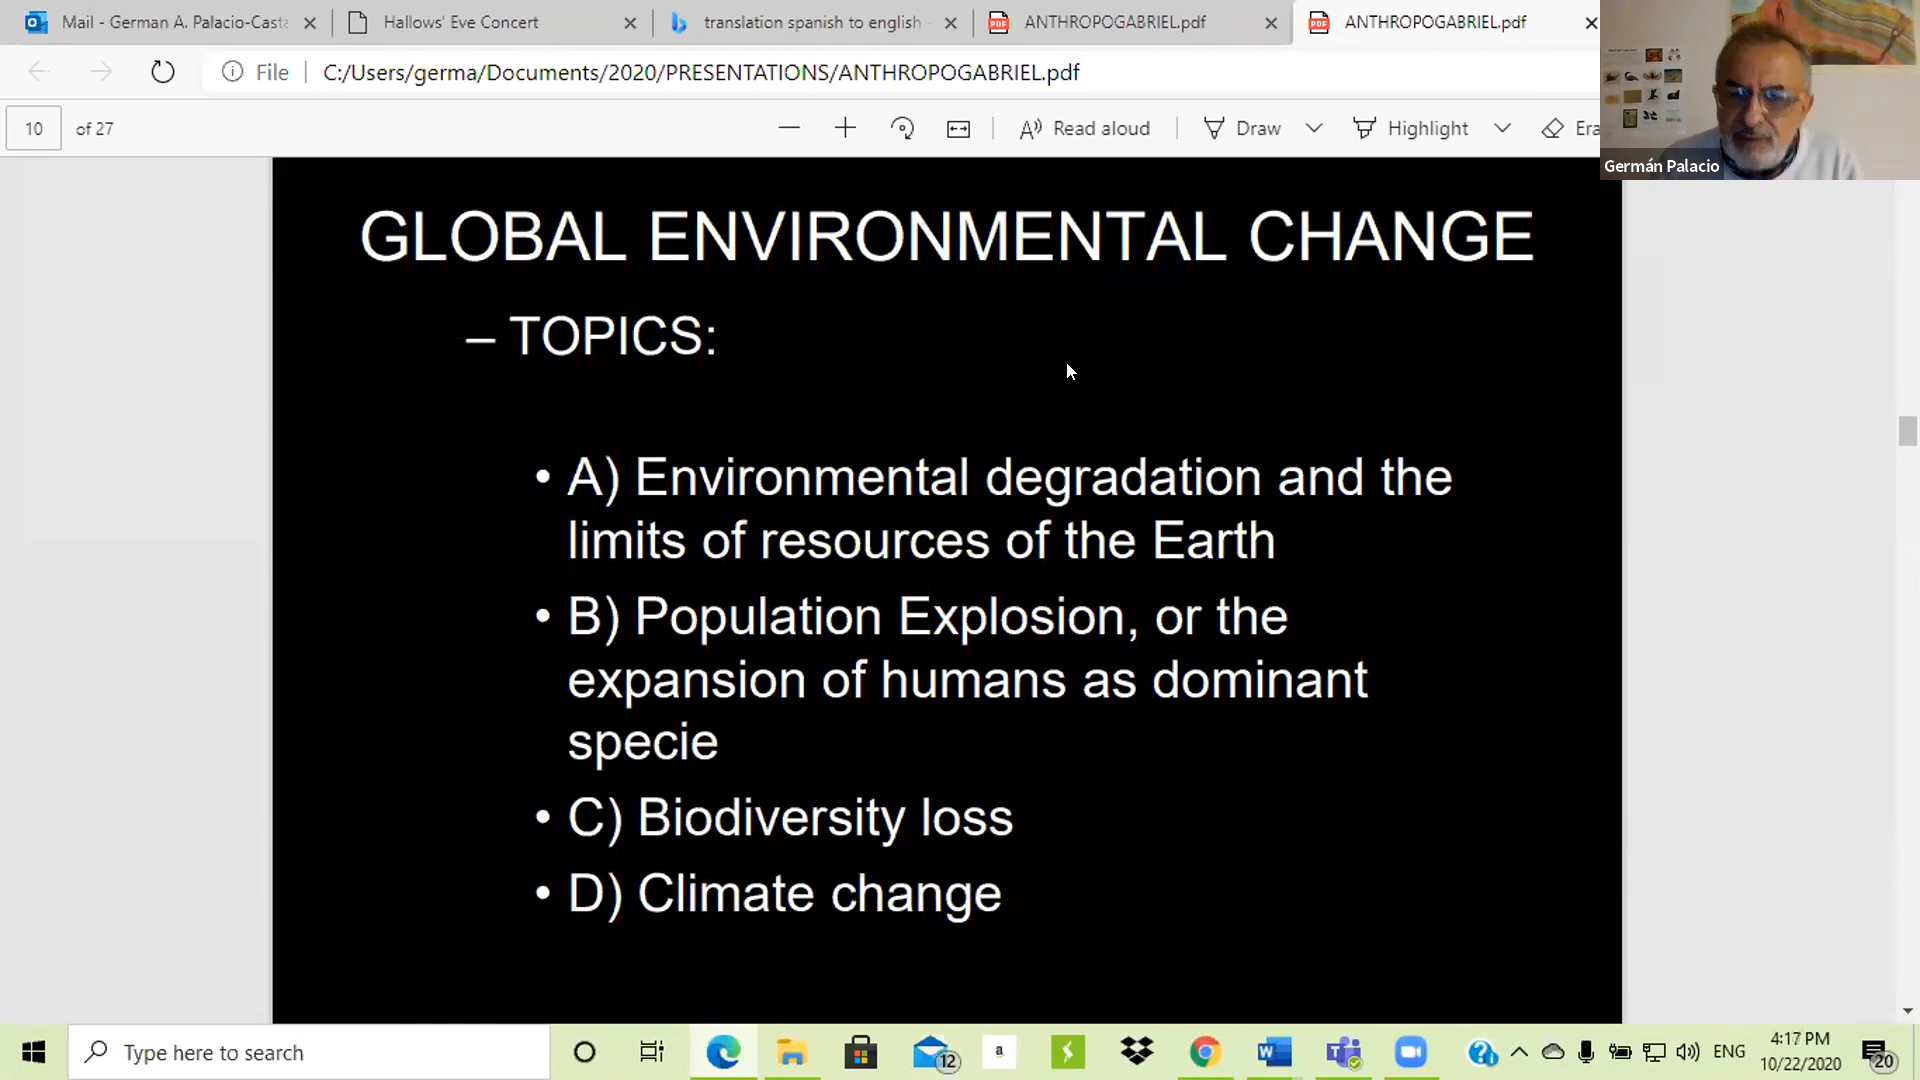 Mail - German A. Palacio-Casta
Hallows' Eve Concert
translation spanish to english -
ANTHROPOGABRIEL.pdf
ANTHROPOGABRIEL.pdf
File
C:/Users/germa/Documents/2020/PRESENTATIONS/ANTHROPOGABRIEL.pdf
10 of 27
Read aloud
Draw
Highlight
Era
Germán Palacio
GLOBAL ENVIRONMENTAL CHANGE
– TOPICS:
• A) Environmental degradation and the
limits of resources of the Earth
• B) Population Explosion, or the
expansion of humans as dominant
specie
• C) Biodiversity loss
• D) Climate change
Type here to search
12
a
ENG
4:17 PM
10/22/2020
20